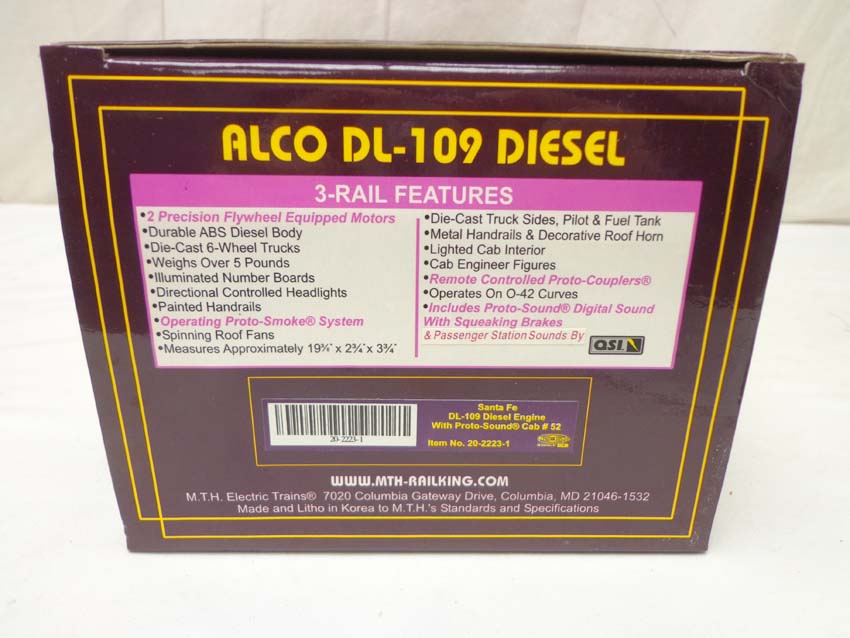 ALCO DL-109 DIESEL
3-RAIL FEATURES
•2 Precision Flywheel Equipped Motors
•Durable ABS Diesel Body
•Die-Cast 6-Wheel Trucks
•Weighs Over 5 Pounds
•Illuminated Number Boards
•Directional Controlled Headlights
•Painted Handrails
•Operating Proto-Smoke® System
•Spinning Roof Fans
•Measures Approximately 19¾" x 2¾" x 3¾"
•Die-Cast Truck Sides, Pilot & Fuel Tank
•Metal Handrails & Decorative Roof Horn
•Lighted Cab Interior
•Cab Engineer Figures
•Remote Controlled Proto-Couplers®
•Operates On O-42 Curves
•Includes Proto-Sound® Digital Sound
With Squeaking Brakes
& Passenger Station Sounds By
QSI
20-2223-1
Santa Fe
DL-109 Diesel Engine
With Proto-Sound® Cab # 52
Item No. 20-2223-1
WWW.MTH-RAILKING.COM
M.T.H. Electric Trains® 7020 Columbia Gateway Drive, Columbia, MD 21046-1532
Made and Litho in Korea to M.T.H.'s Standards and Specifications